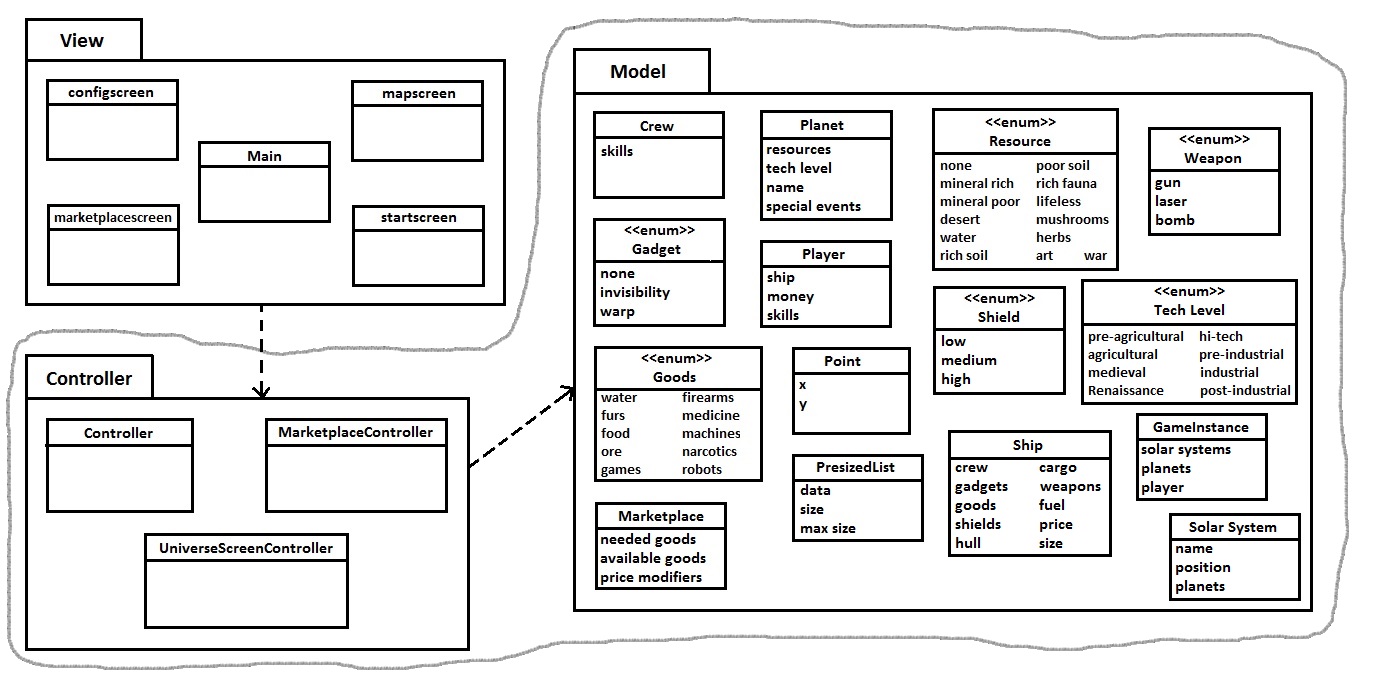 View
configscreen
mapscreen
Main
marketplacescreen
startscreen
Controller
Controller
MarketplaceController
UniverseScreenController
Model
Crew
skills
Planet
resources
tech level
name
special events
<<enum>>
Resource
none poor soil
mineral rich rich fauna
mineral poor lifeless
desert mushrooms
water herbs
rich soil art war
<<enum>>
Weapon
gun
laser
bomb
<<enum>>
Gadget
none
invisibility
warp
Player
ship
money
skills
<<enum>>
Shield
low
medium
high
<<enum>>
Tech Level
pre-agricultural hi-tech
agricultural pre-industrial
medieval industrial
Renaissance post-industrial
<<enum>>
Goods
water firearms
furs medicine
food machines
ore narcotics
games robots
Point
x
y
GameInstance
solar systems
planets
player
Ship
crew cargo
gadgets weapons
goods fuel
shields price
hull size
PresizedList
data
size
max size
Marketplace
needed goods
available goods
price modifiers
Solar System
name
position
planets